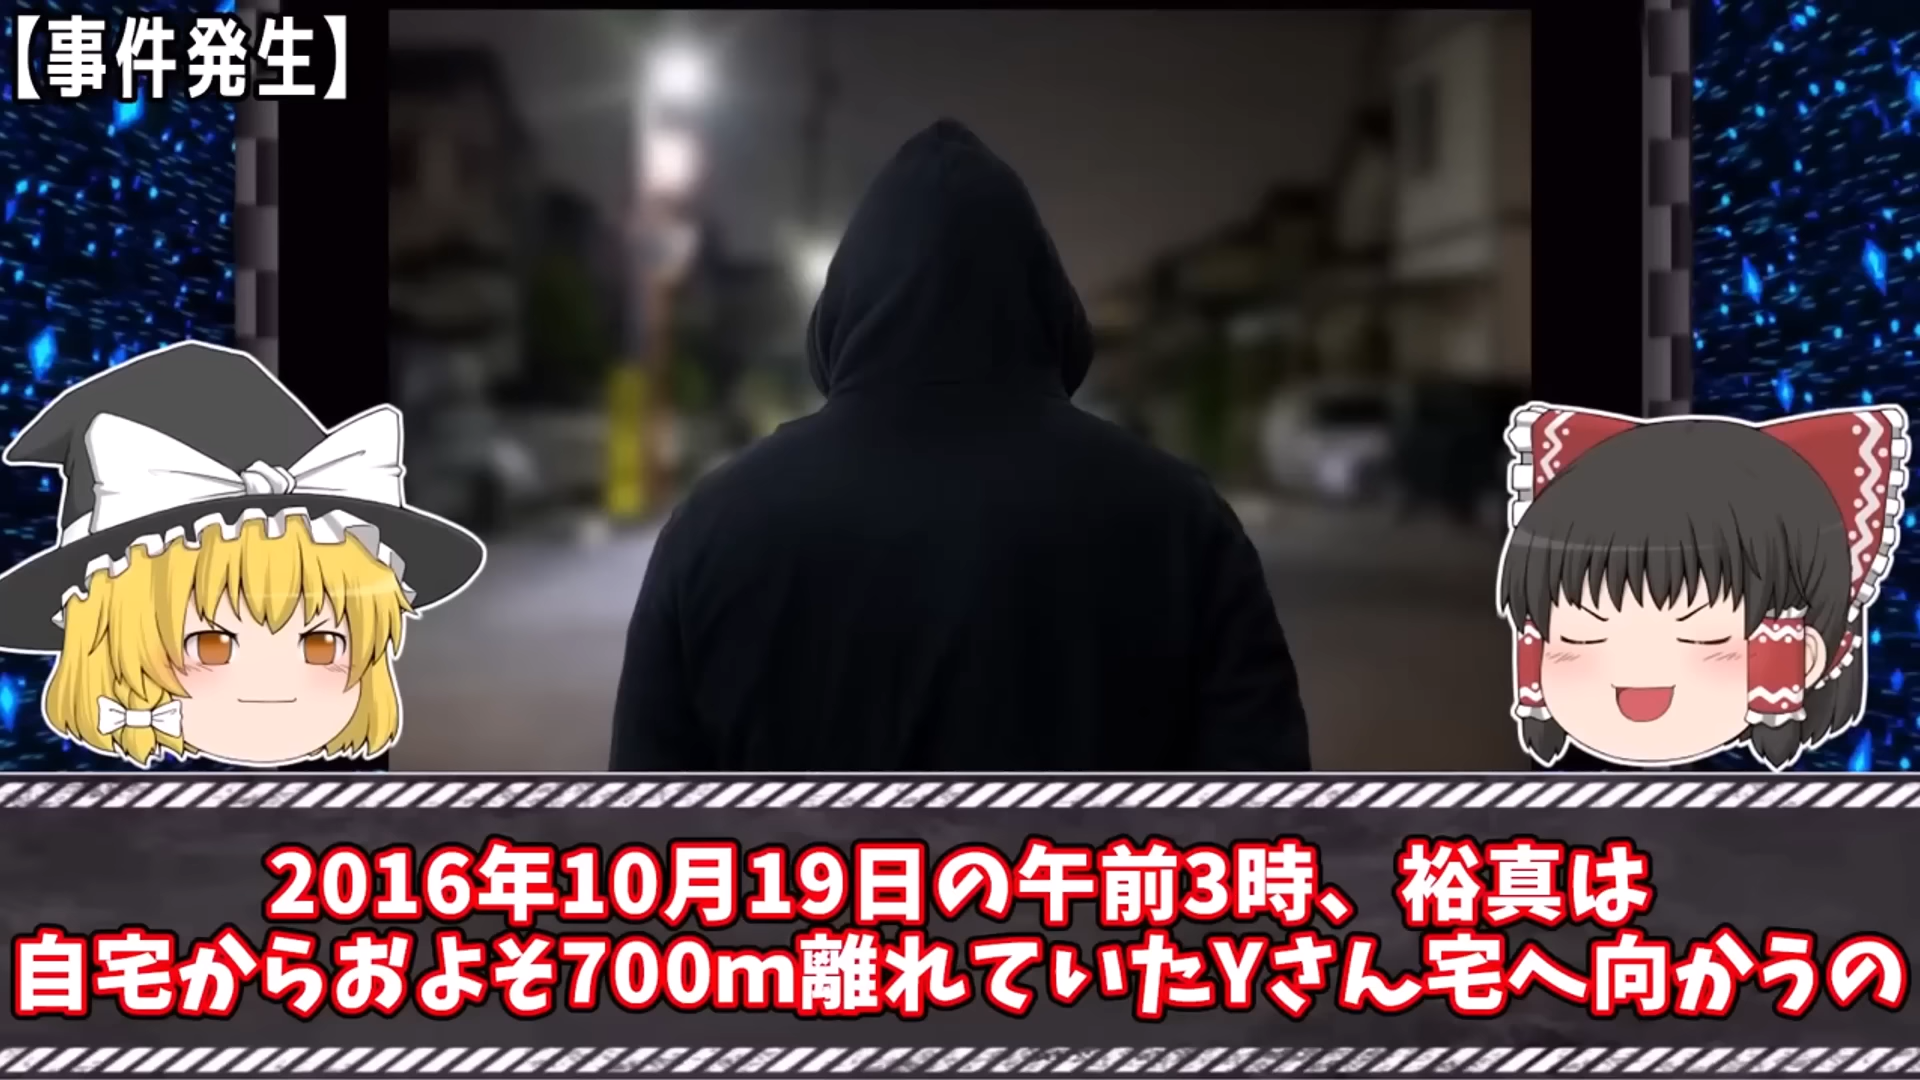 【事件発生】
2016年10月19日の午前3時、裕真は
自宅からおよそ700m離れていたYさん宅へ向かうの